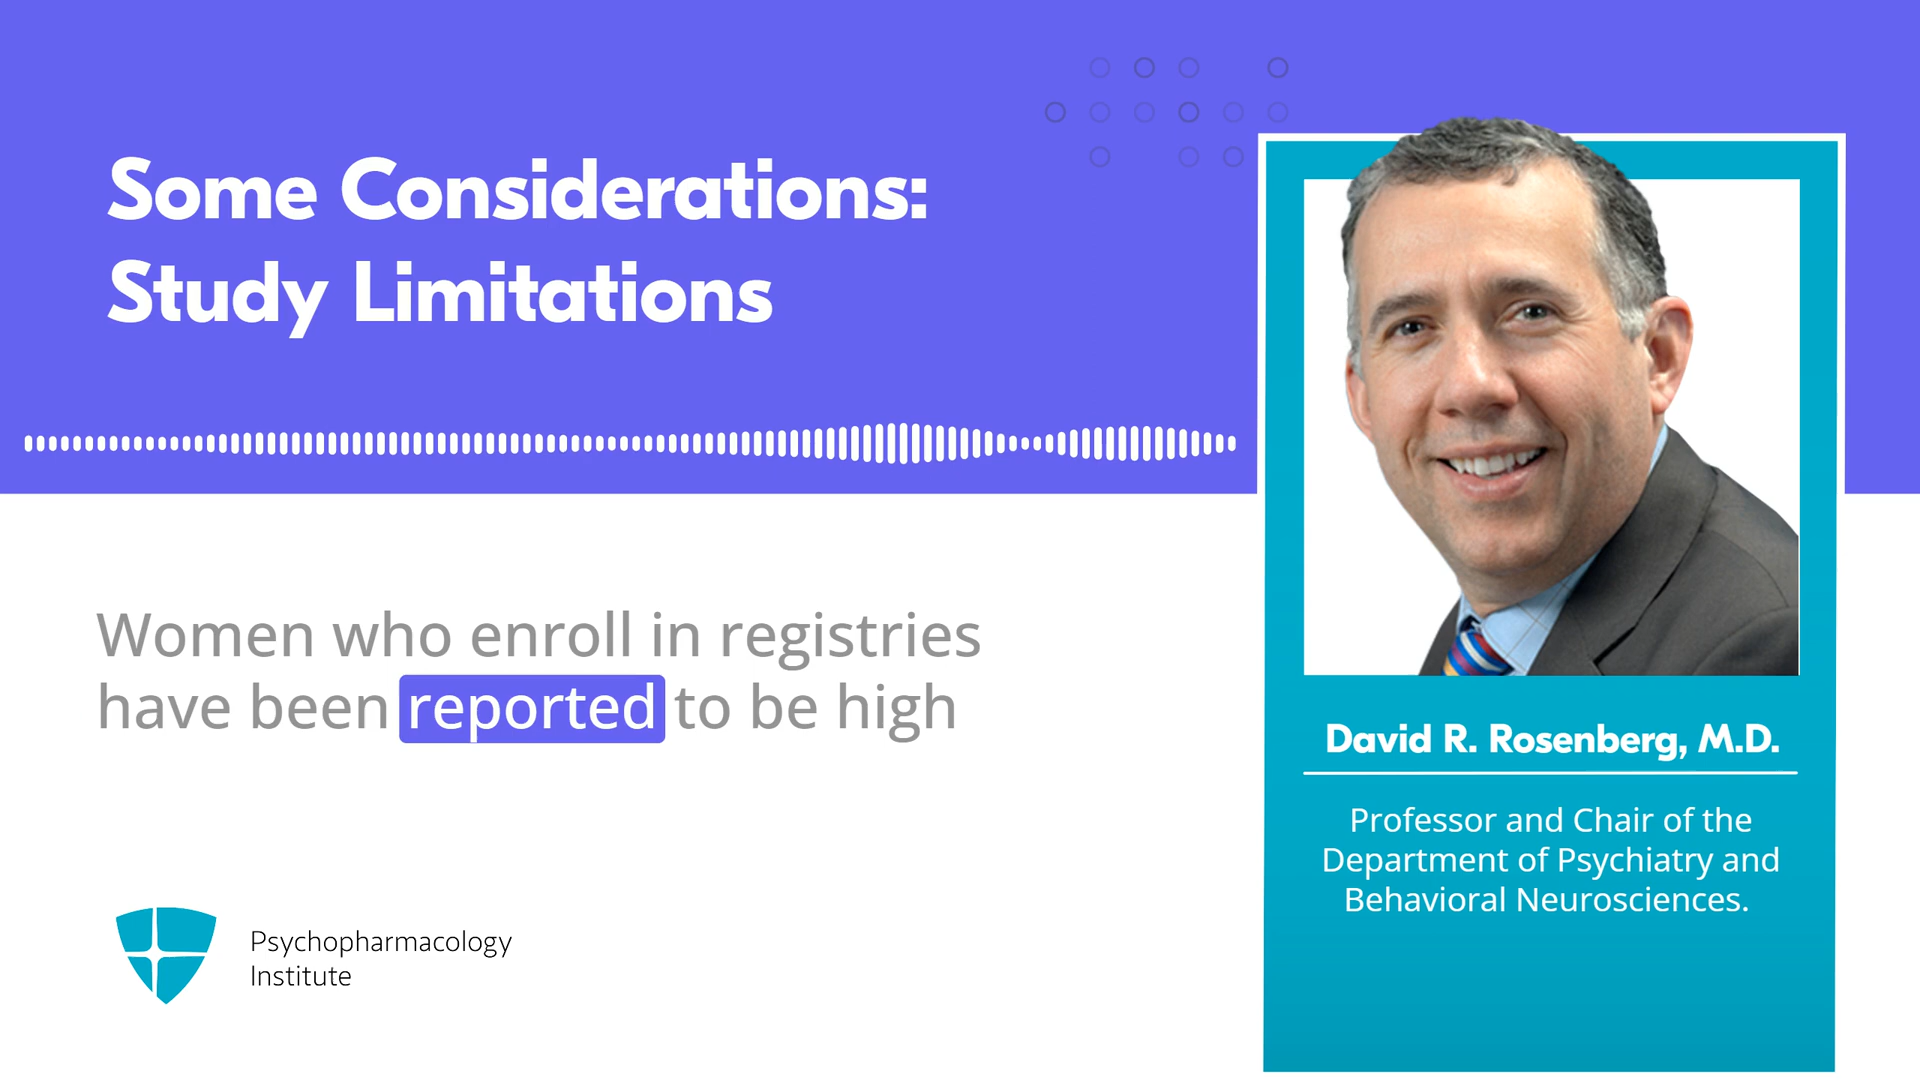 Some Considerations:
Study Limitations
Women who enroll in registries
have been reported to be high
Psychopharmacology
Institute
David R. Rosenberg, M.D.
Professor and Chair of the
Department of Psychiatry and
Behavioral Neurosciences.